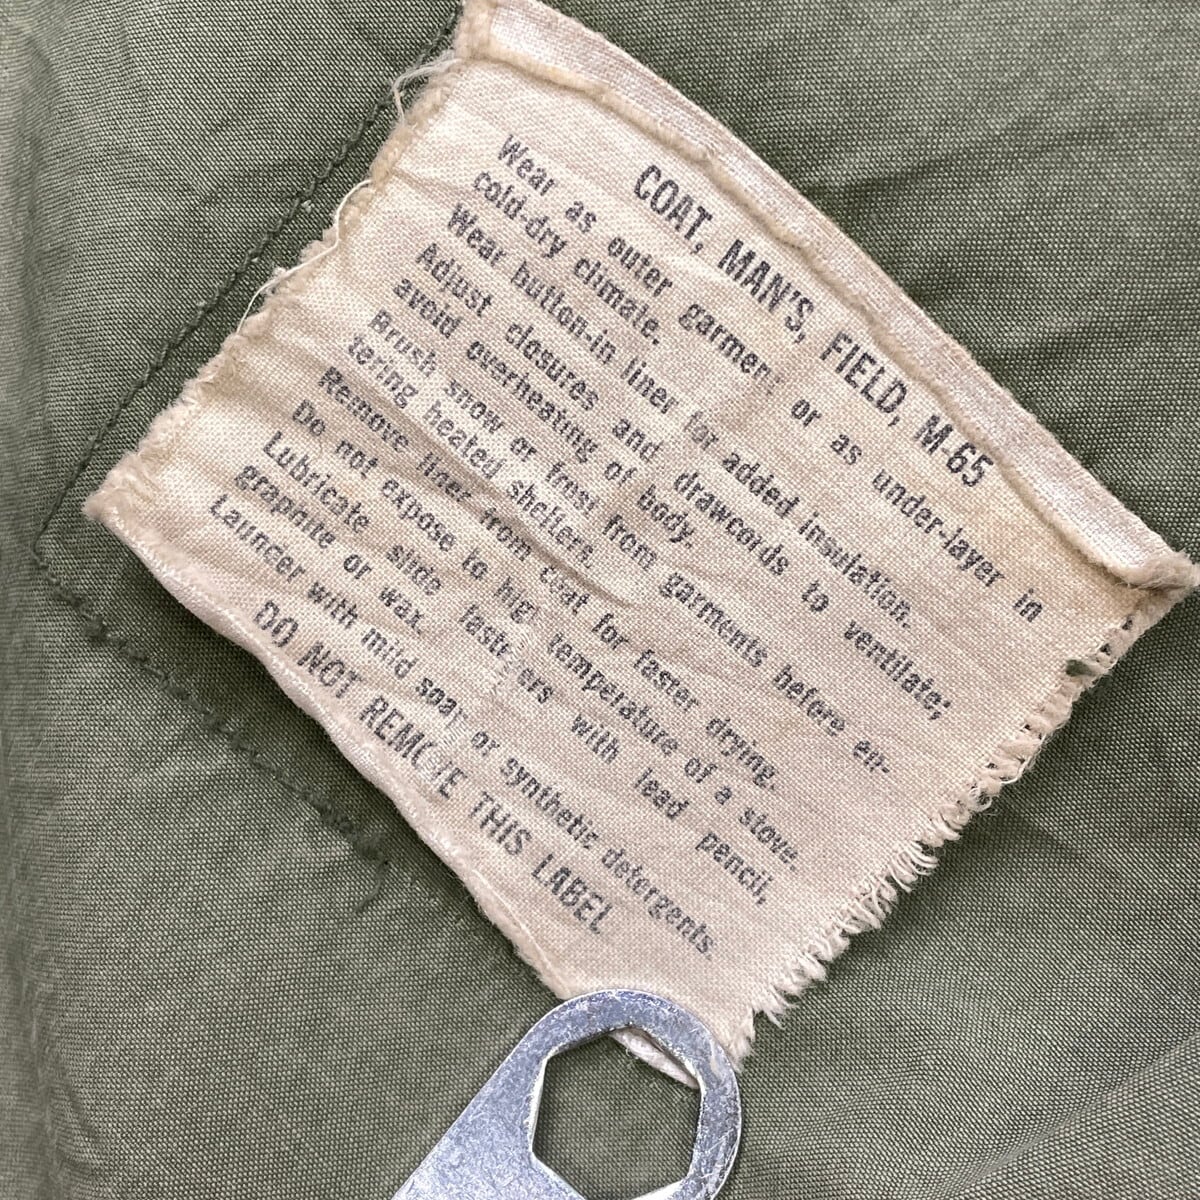 COAT, MAN'S, FIELD, M-65
Wear as outer garment or as under-layer in
cold-dry climate.
Wear button-in liner for added insulation.
Adjust closures and drawcords to ventilate;
avoid overheating of body.
Brush snow or frost from garments before en-
tering heated shelters.
Remove liner from coat for faster drying.
Do not expose to high temperature of a stove.
Lubricate slide fasteners with lead pencil,
graphite or wax.
Launder with mild soap or synthetic detergents.
DO NOT REMOVE THIS LABEL